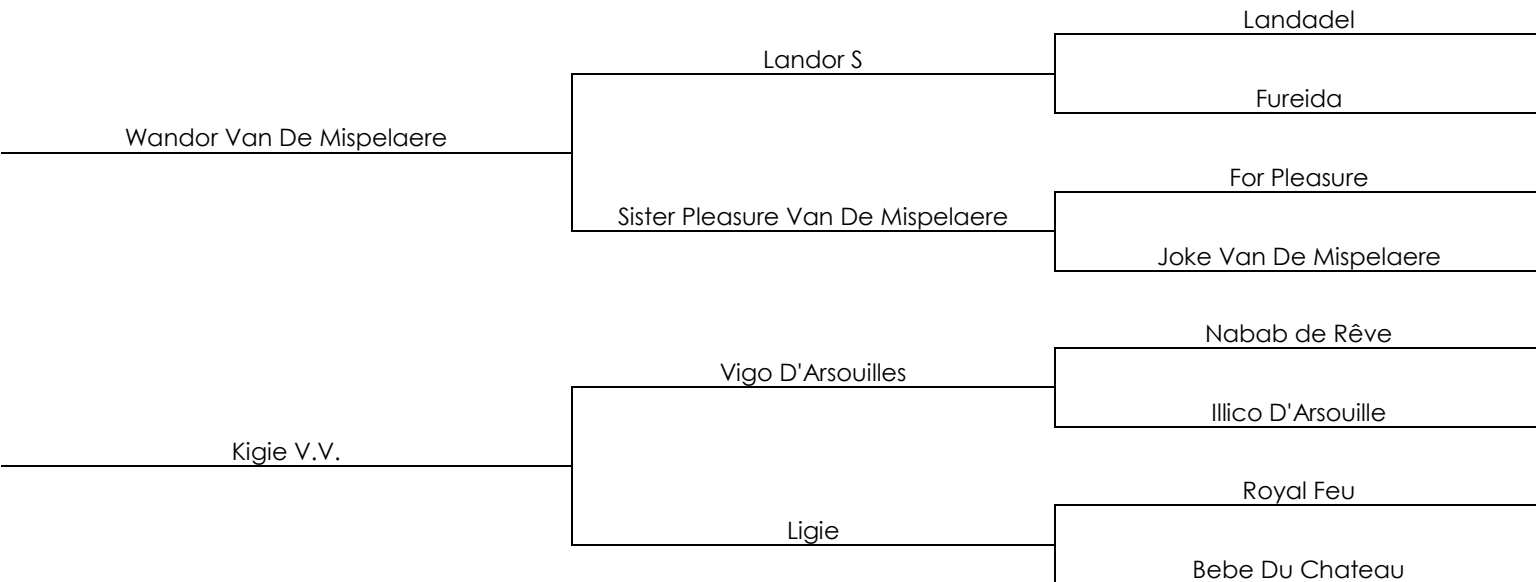 Landadel
Landor S
Fureida
Wandor Van De Mispelaere
For Pleasure
Sister Pleasure Van De Mispelaere
Joke Van De Mispelaere
Nabab de Rêve
Vigo D'Arsouilles
Illico D'Arsouille
Kigie V.V.
Royal Feu
Ligie
Bebe Du Chateau